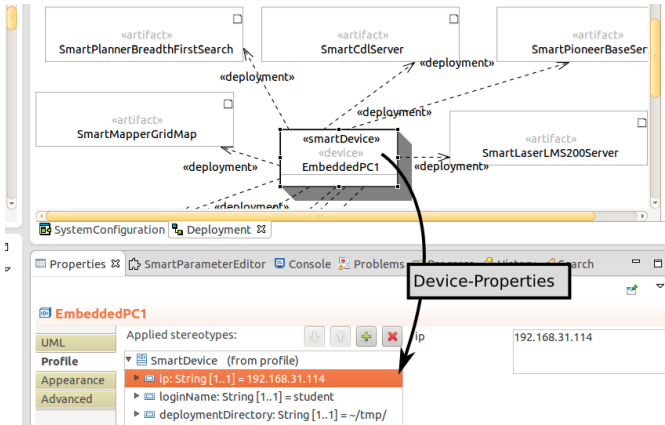 «artifact»
SmartPlannerBreadthFirstSearch
«artifact»
SmartCdlServer
«artifact»
SmartPioneerBaseSer
«deployment»
«deployment»
«deployment»
«artifact»
SmartMapperGridMap
«smartDevice»
«device»
EmbeddedPC1
«artifact»
SmartLaserLMS200Server
«deployment»
«deployment»
«deployment»
SystemConfiguration Deployment
Properties SmartParameterEditor Console Problems Progress History Search
Device-Properties
EmbeddedPC1
UML
Profile
Appearance
Advanced
Applied stereotypes:
SmartDevice (from profile)
ip: String [1..1] = 192.168.31.114
loginName: String [1..1] = student
deploymentDirectory: String [1..1] = ~/tmp/
ip
192.168.31.114